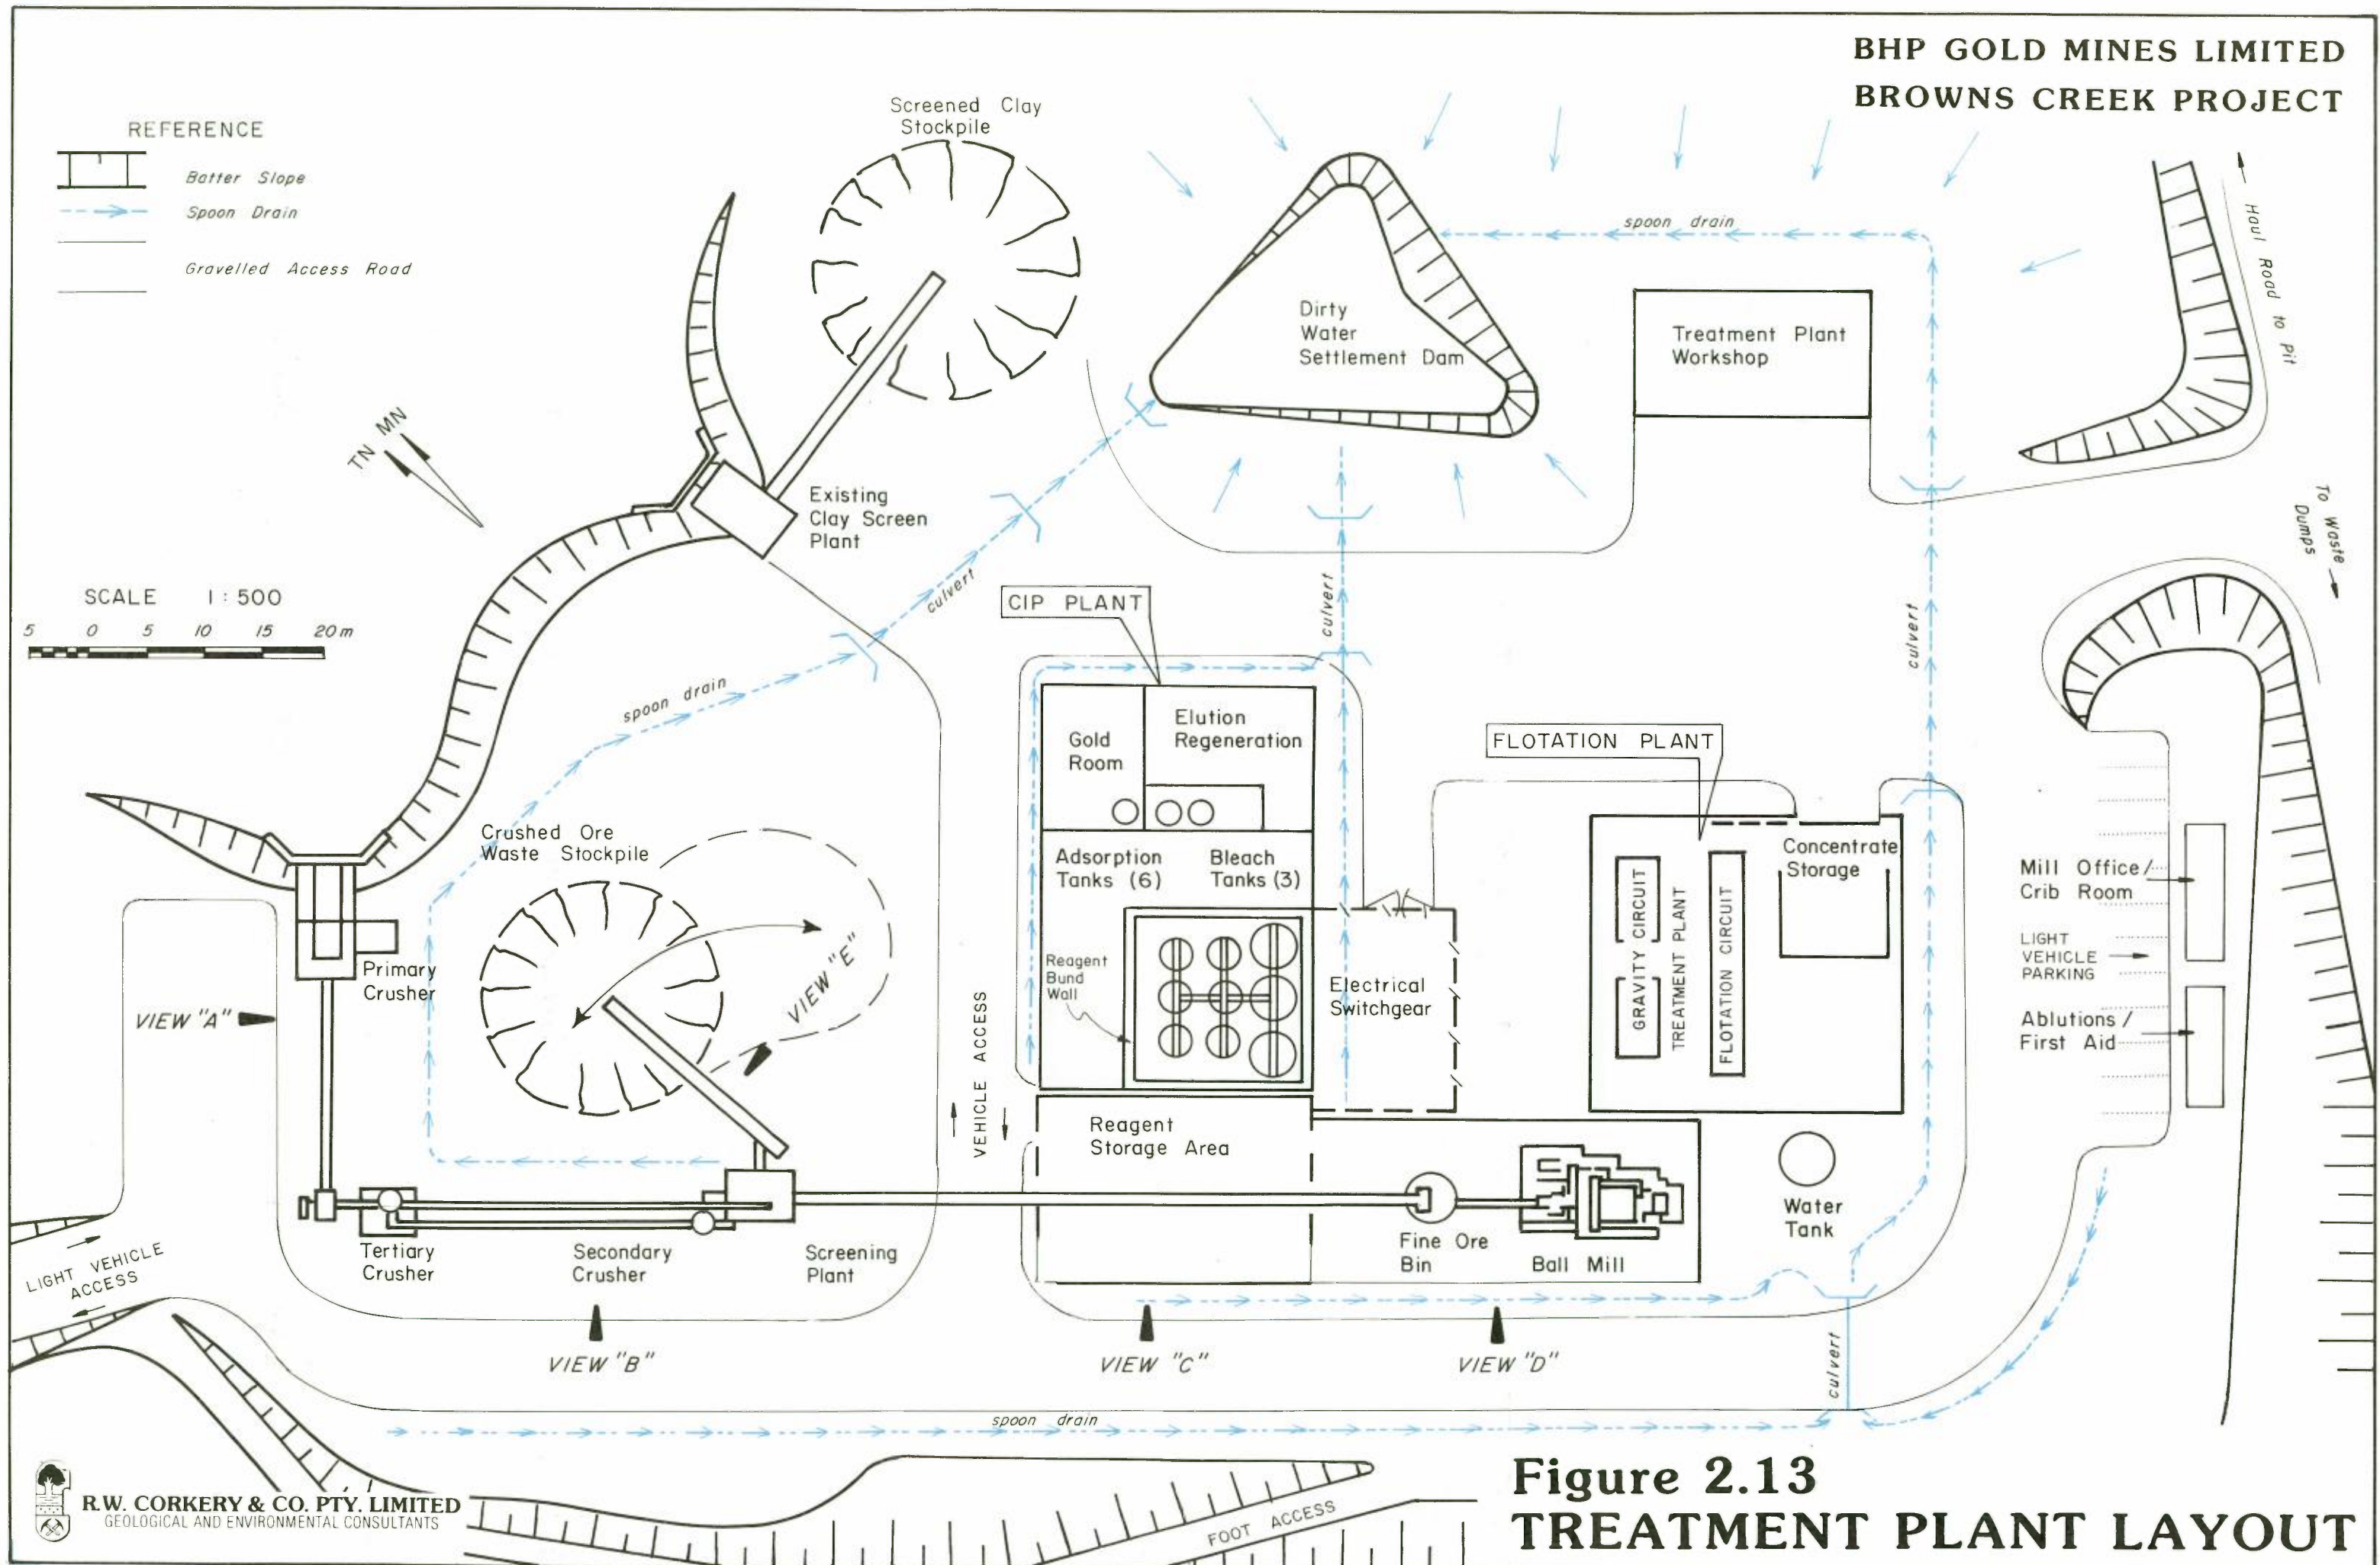 BHP GOLD MINES LIMITED
BROWNS CREEK PROJECT
REFERENCE
Batter Slope
Spoon Drain
Gravelled Access Road
Screened Clay
Stockpile
spoon drain
Haul Road to Pit
Dirty
Water
Settlement Dam
Treatment Plant
Workshop
TN MN
Existing
Clay Screen
Plant
To Waste
Dumps
SCALE 1 : 500
5 0 5 10 15 20 m
culvert
CIP PLANT
culvert
culvert
spoon drain
Gold
Room
Elution
Regeneration
FLOTATION PLANT
Crushed Ore
Waste Stockpile
Adsorption
Tanks (6)
Bleach
Tanks (3)
Concentrate
Storage
GRAVITY CIRCUIT
TREATMENT PLANT
FLOTATION CIRCUIT
Mill Office /
Crib Room
LIGHT
VEHICLE
PARKING
Ablutions /
First Aid
Primary
Crusher
VIEW "A"
VIEW "E"
Reagent
Bund
Wall
Electrical
Switchgear
VEHICLE ACCESS
Reagent
Storage Area
Water
Tank
Tertiary
Crusher
Secondary
Crusher
Screening
Plant
Fine Ore
Bin
Ball Mill
LIGHT VEHICLE
ACCESS
VIEW "B"
VIEW "C"
VIEW "D"
culvert
spoon drain
FOOT ACCESS
R.W. CORKERY & CO. PTY. LIMITED
GEOLOGICAL AND ENVIRONMENTAL CONSULTANTS
Figure 2.13
TREATMENT PLANT LAYOUT